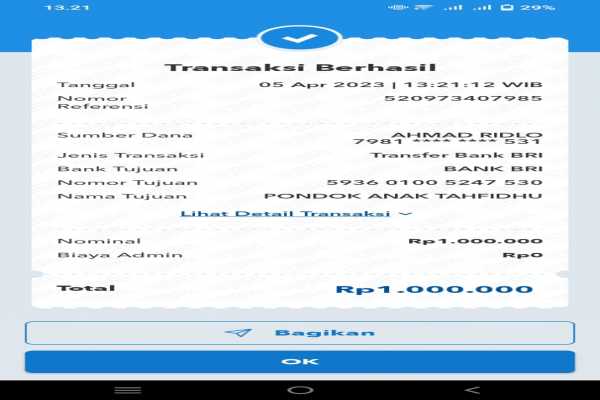 13.21
29%
Transaksi Berhasil
Tanggal 05 Apr 2023 | 13:21:12 WIB
Nomor Referensi 520973407985
Sumber Dana AHMAD RIDLO
7981 **** **** 531
Jenis Transaksi Transfer Bank BRI
Bank Tujuan BANK BRI
Nomor Tujuan 5936 0100 5247 530
Nama Tujuan PONDOK ANAK TAHFIDHU
Lihat Detail Transaksi
Nominal Rp1.000.000
Biaya Admin Rp0
Total Rp1.000.000
Bagikan
OK